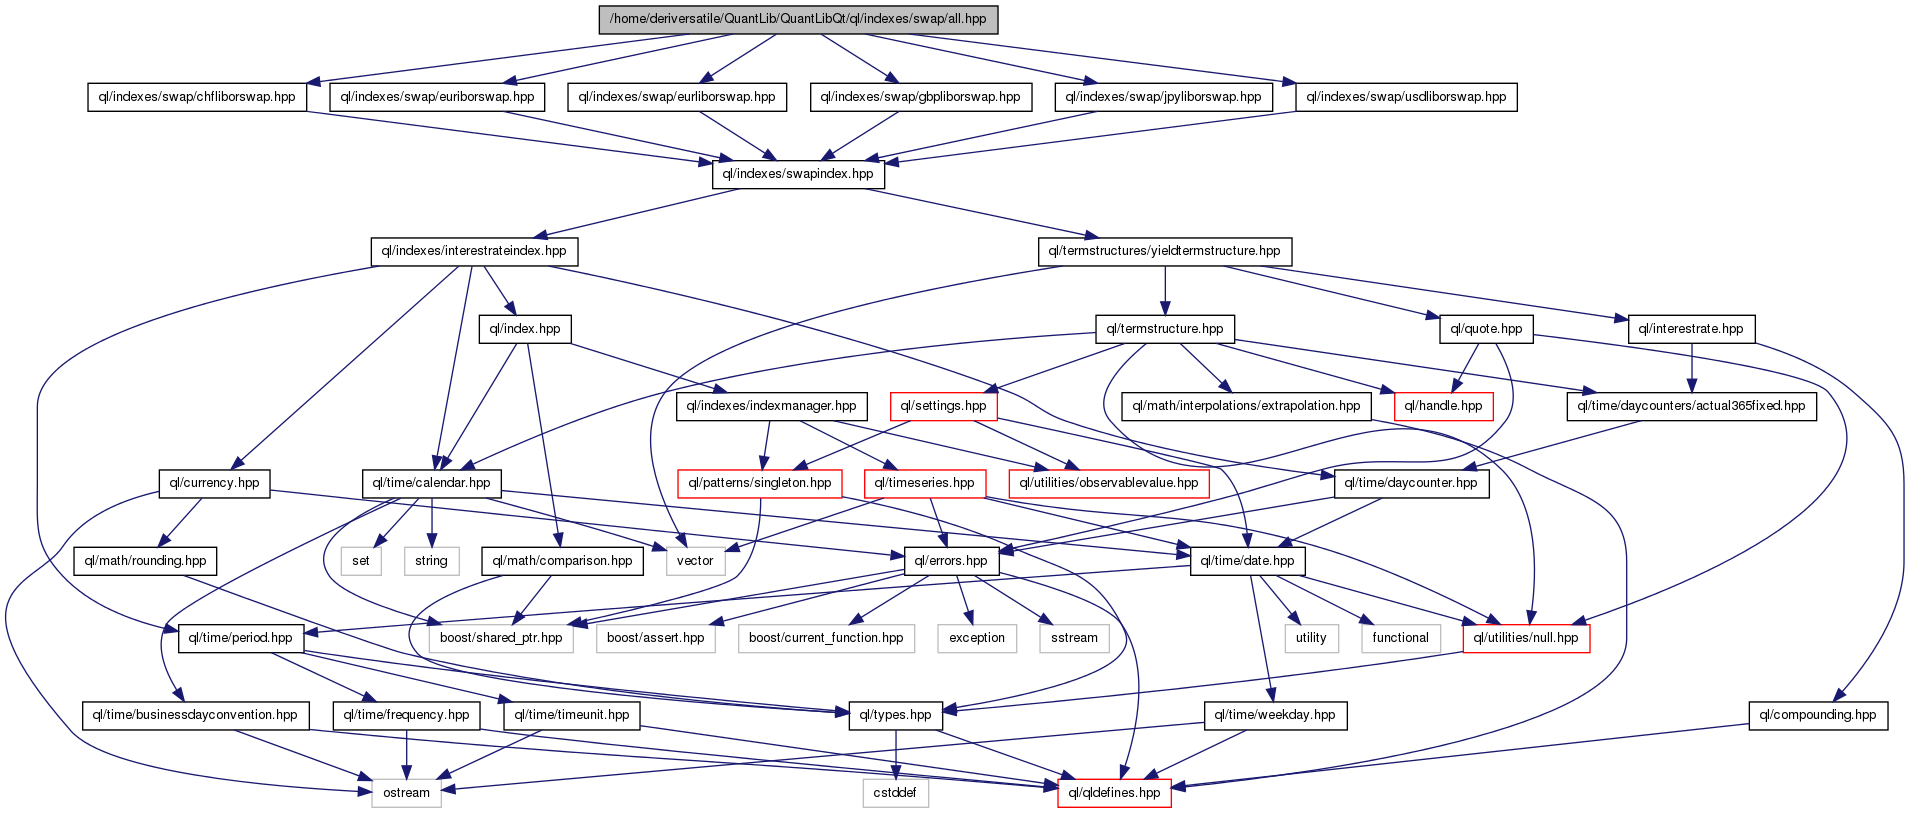 /home/deriversatile/QuantLib/QuantLibQt/ql/indexes/swap/all.hpp
ql/indexes/swap/chfliborswap.hpp
ql/indexes/swap/euriborswap.hpp
ql/indexes/swap/eurliborswap.hpp
ql/indexes/swap/gbpliborswap.hpp
ql/indexes/swap/jpyliborswap.hpp
ql/indexes/swap/usdliborswap.hpp
ql/indexes/swapindex.hpp
ql/indexes/interestrateindex.hpp
ql/termstructures/yieldtermstructure.hpp
ql/index.hpp
ql/termstructure.hpp
ql/quote.hpp
ql/interestrate.hpp
ql/indexes/indexmanager.hpp
ql/settings.hpp
ql/math/interpolations/extrapolation.hpp
ql/handle.hpp
ql/time/daycounters/actual365fixed.hpp
ql/currency.hpp
ql/time/calendar.hpp
ql/patterns/singleton.hpp
ql/timeseries.hpp
ql/utilities/observablevalue.hpp
ql/time/daycounter.hpp
ql/math/rounding.hpp
set
string
ql/math/comparison.hpp
vector
ql/errors.hpp
ql/time/date.hpp
ql/time/period.hpp
boost/shared_ptr.hpp
boost/assert.hpp
boost/current_function.hpp
exception
sstream
utility
functional
ql/utilities/null.hpp
ql/time/businessdayconvention.hpp
ql/time/frequency.hpp
ql/time/timeunit.hpp
ql/types.hpp
ql/time/weekday.hpp
ql/compounding.hpp
ostream
cstddef
ql/qldefines.hpp